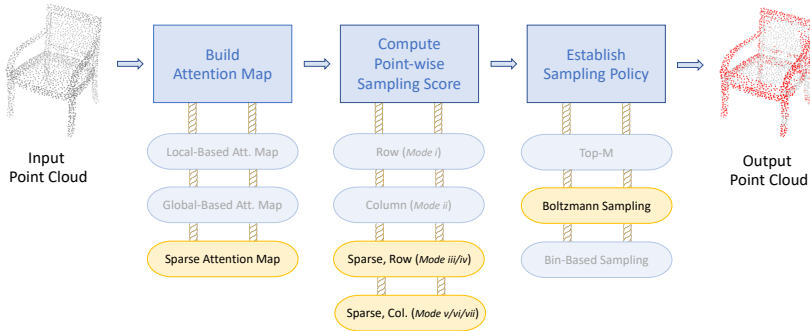 Build
Attention Map
Compute
Point-wise
Sampling Score
Establish
Sampling Policy
Input
Point Cloud
Local-Based Att. Map
Row (Mode i)
Top-M
Output
Point Cloud
Global-Based Att. Map
Column (Mode ii)
Boltzmann Sampling
Sparse Attention Map
Sparse, Row (Mode iii/iv)
Bin-Based Sampling
Sparse, Col. (Mode v/vi/vii)